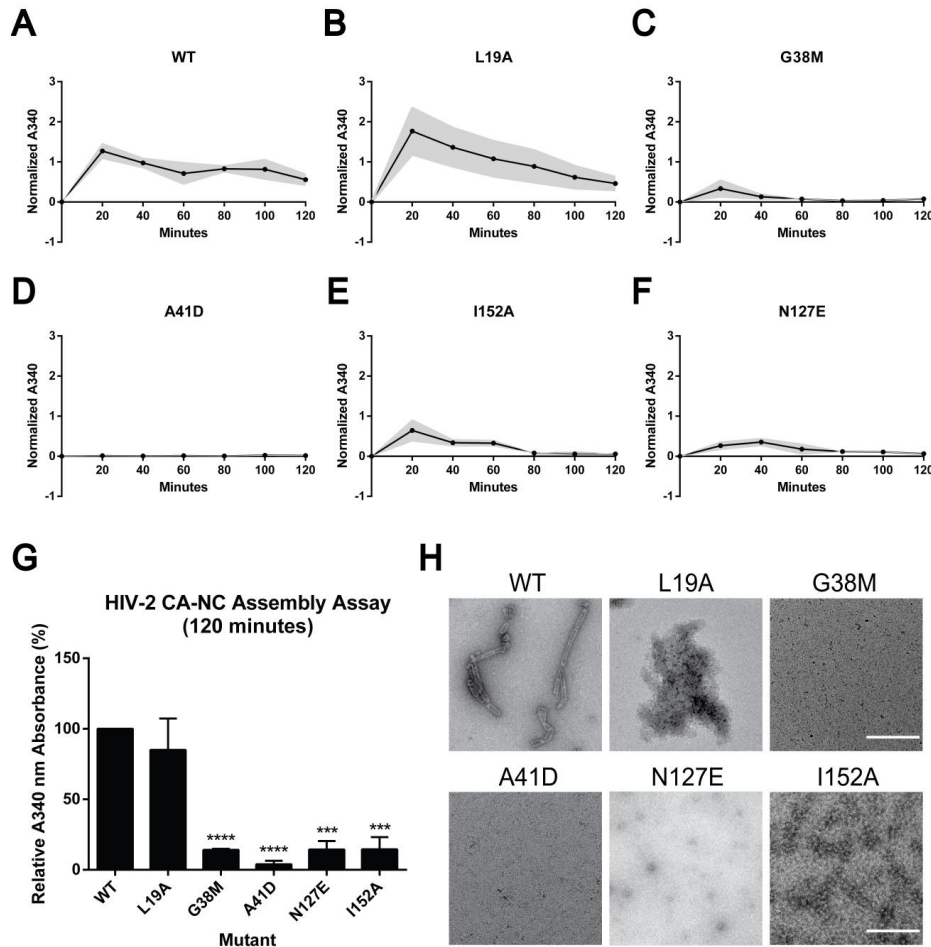 A
WT
Normalized A340
3
2
1
0
-1
20 40 60 80 100 120
Minutes
B
L19A
Normalized A340
3
2
1
0
-1
20 40 60 80 100 120
Minutes
C
G38M
Normalized A340
3
2
1
0
-1
20 40 60 80 100 120
Minutes
D
A41D
Normalized A340
3
2
1
0
-1
20 40 60 80 100 120
Minutes
E
I152A
Normalized A340
3
2
1
0
-1
20 40 60 80 100 120
Minutes
F
N127E
Normalized A340
3
2
1
0
-1
20 40 60 80 100 120
Minutes
G
HIV-2 CA-NC Assembly Assay
(120 minutes)
Relative A340 nm Absorbance (%)
150
100
50
0
**** **** *** ***
WT L19A G38M A41D N127E I152A
Mutant
H
WT L19A G38M
A41D N127E I152A